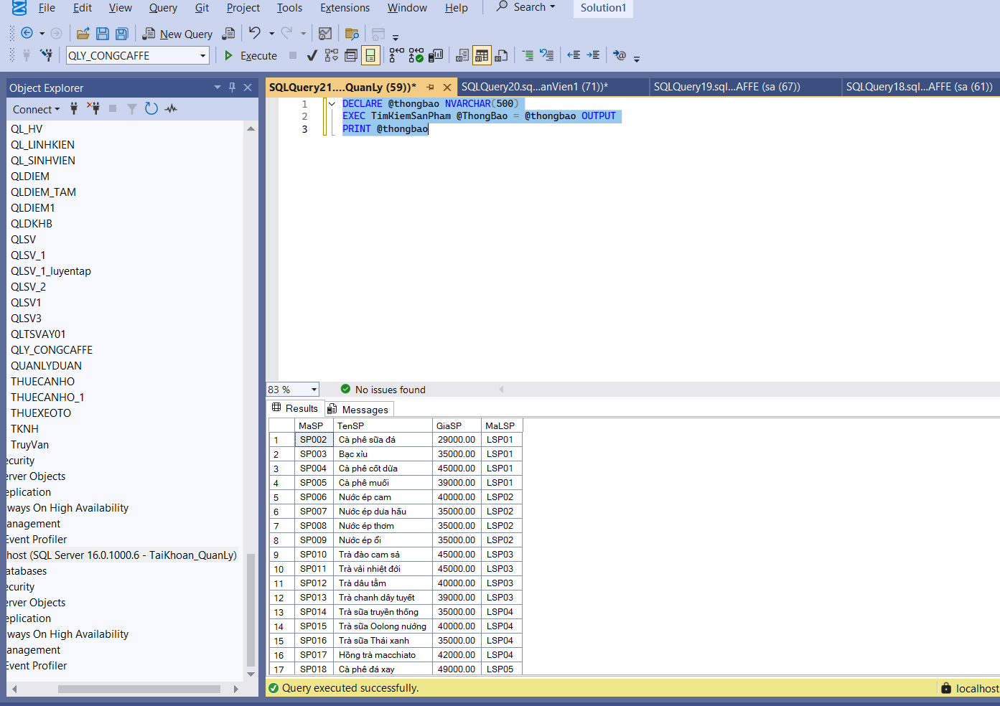 File Edit View Query Git Project Tools Extensions Window Help Search Solution1
New Query
QLY_CONGCAFFE Execute
Object Explorer
Connect
QL_HV
QL_LINHKIEN
QL_SINHVIEN
QLDIEM
QLDIEM_TAM
QLDIEM1
QLDKHB
QLSV
QLSV_1
QLSV_1_luyentap
QLSV_2
QLSV1
QLSV3
QLTSVAY01
QLY_CONGCAFFE
QUANLYDUAN
THUECANHO
THUECANHO_1
THUEXEOTO
TKNH
TruyVan
ecurity
erver Objects
eplication
ways On High Availability
anagement
Event Profiler
host (SQL Server 16.0.1000.6 - TaiKhoan_QuanLy)
atabases
ecurity
erver Objects
eplication
ways On High Availability
anagement
Event Profiler
SQLQuery21....QuanLy (59))* SQLQuery20.sq...anVien1 (71))* SQLQuery19.sql...AFFE (sa (67)) SQLQuery18.sql...AFFE (sa (61))
1 DECLARE @thongbao NVARCHAR(500)
2 EXEC TimKiemSanPham @ThongBao = @thongbao OUTPUT
3 PRINT @thongbao
83 % No issues found
Results Messages
MaSP TenSP GiaSP MaLSP
1 SP002 Cà phê sữa đá 29000.00 LSP01
2 SP003 Bạc xỉu 35000.00 LSP01
3 SP004 Cà phê cốt dừa 45000.00 LSP01
4 SP005 Cà phê muối 39000.00 LSP01
5 SP006 Nước ép cam 40000.00 LSP02
6 SP007 Nước ép dưa hấu 35000.00 LSP02
7 SP008 Nước ép thơm 35000.00 LSP02
8 SP009 Nước ép ổi 35000.00 LSP02
9 SP010 Trà đào cam sả 45000.00 LSP03
10 SP011 Trà vải nhiệt đới 45000.00 LSP03
11 SP012 Trà dâu tằm 40000.00 LSP03
12 SP013 Trà chanh dây tuyết 39000.00 LSP03
13 SP014 Trà sữa truyền thống 35000.00 LSP04
14 SP015 Trà sữa Oolong nướng 40000.00 LSP04
15 SP016 Trà sữa Thái xanh 35000.00 LSP04
16 SP017 Hồng trà macchiato 42000.00 LSP04
17 SP018 Cà phê đá xay 49000.00 LSP05
Query executed successfully. localhost